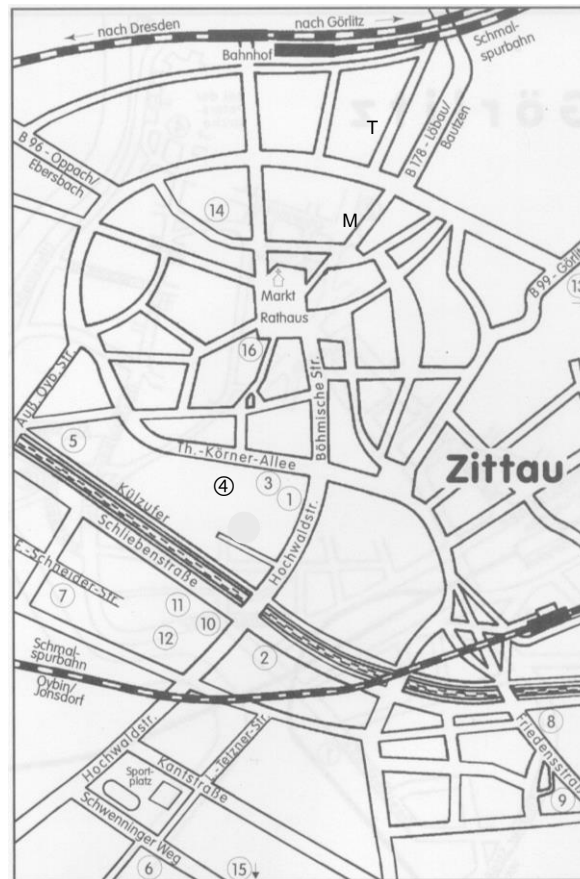 nach Dresden
nach Görlitz
Bahnhof
Schmal-
spurbahn
T
B 178 - Löbau/
Bautzen
B 96 - Oppach/
Ebersbach
14
M
B 99 - Görlitz
13
Markt
Rathaus
16
Böhmische Str.
Auß. Oyb. Str.
5
Th.-Körner-Allee
Zittau
4
3
1
Külzufer
Schliebenstraße
Hochwaldstr.
E.-Schneider-Str.
7
11
10
12
2
Schmal-
spurbahn
Oybin/
Jonsdorf
8
Friedensstraße
9
Hochwaldstr.
-Tetzner-Str.
Kantstraße
Sport-
platz
Schwenninger Weg
6
15